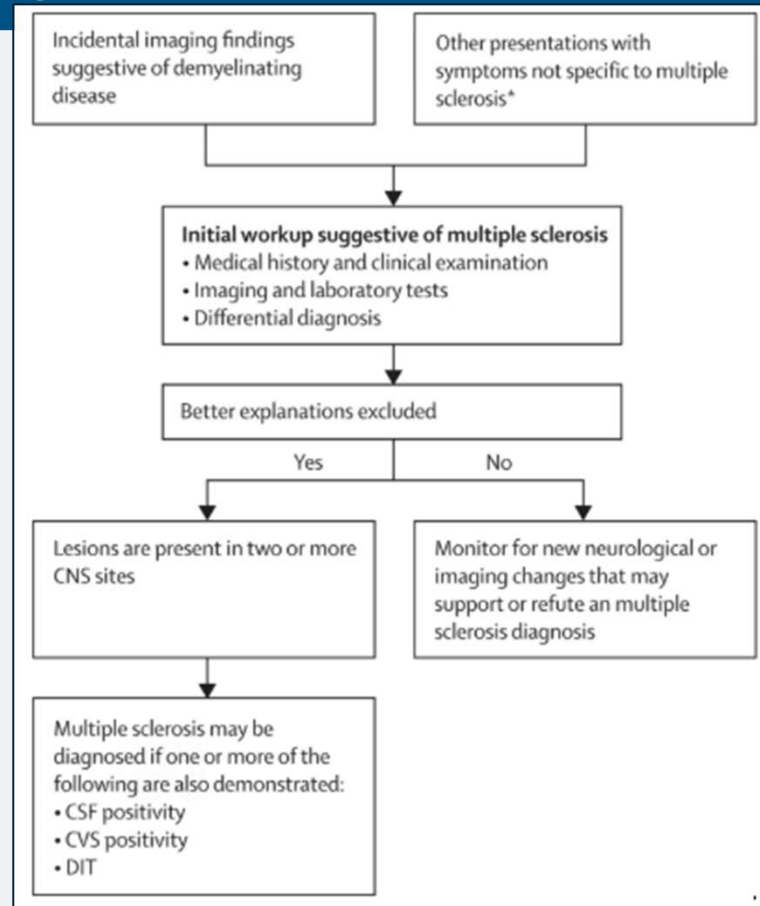 Incidental imaging findings
suggestive of demyelinating
disease
Other presentations with
symptoms not specific to multiple
sclerosis*
Initial workup suggestive of multiple sclerosis
• Medical history and clinical examination
• Imaging and laboratory tests
• Differential diagnosis
Better explanations excluded
Yes
No
Lesions are present in two or more
CNS sites
Monitor for new neurological or
imaging changes that may
support or refute an multiple
sclerosis diagnosis
Multiple sclerosis may be
diagnosed if one or more of the
following are also demonstrated:
• CSF positivity
• CVS positivity
• DIT